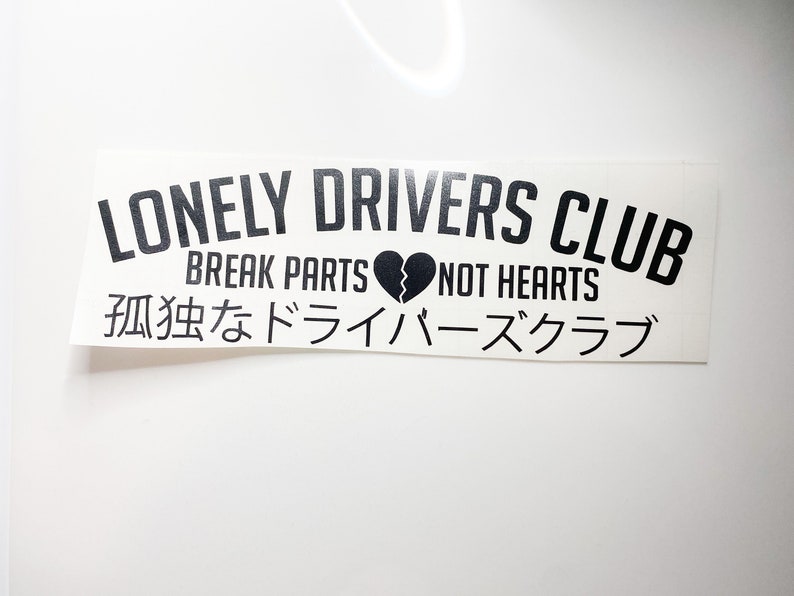 LONELY DRIVERS CLUB
BREAK PARTS NOT HEARTS
孤独なドライバーズクラブ